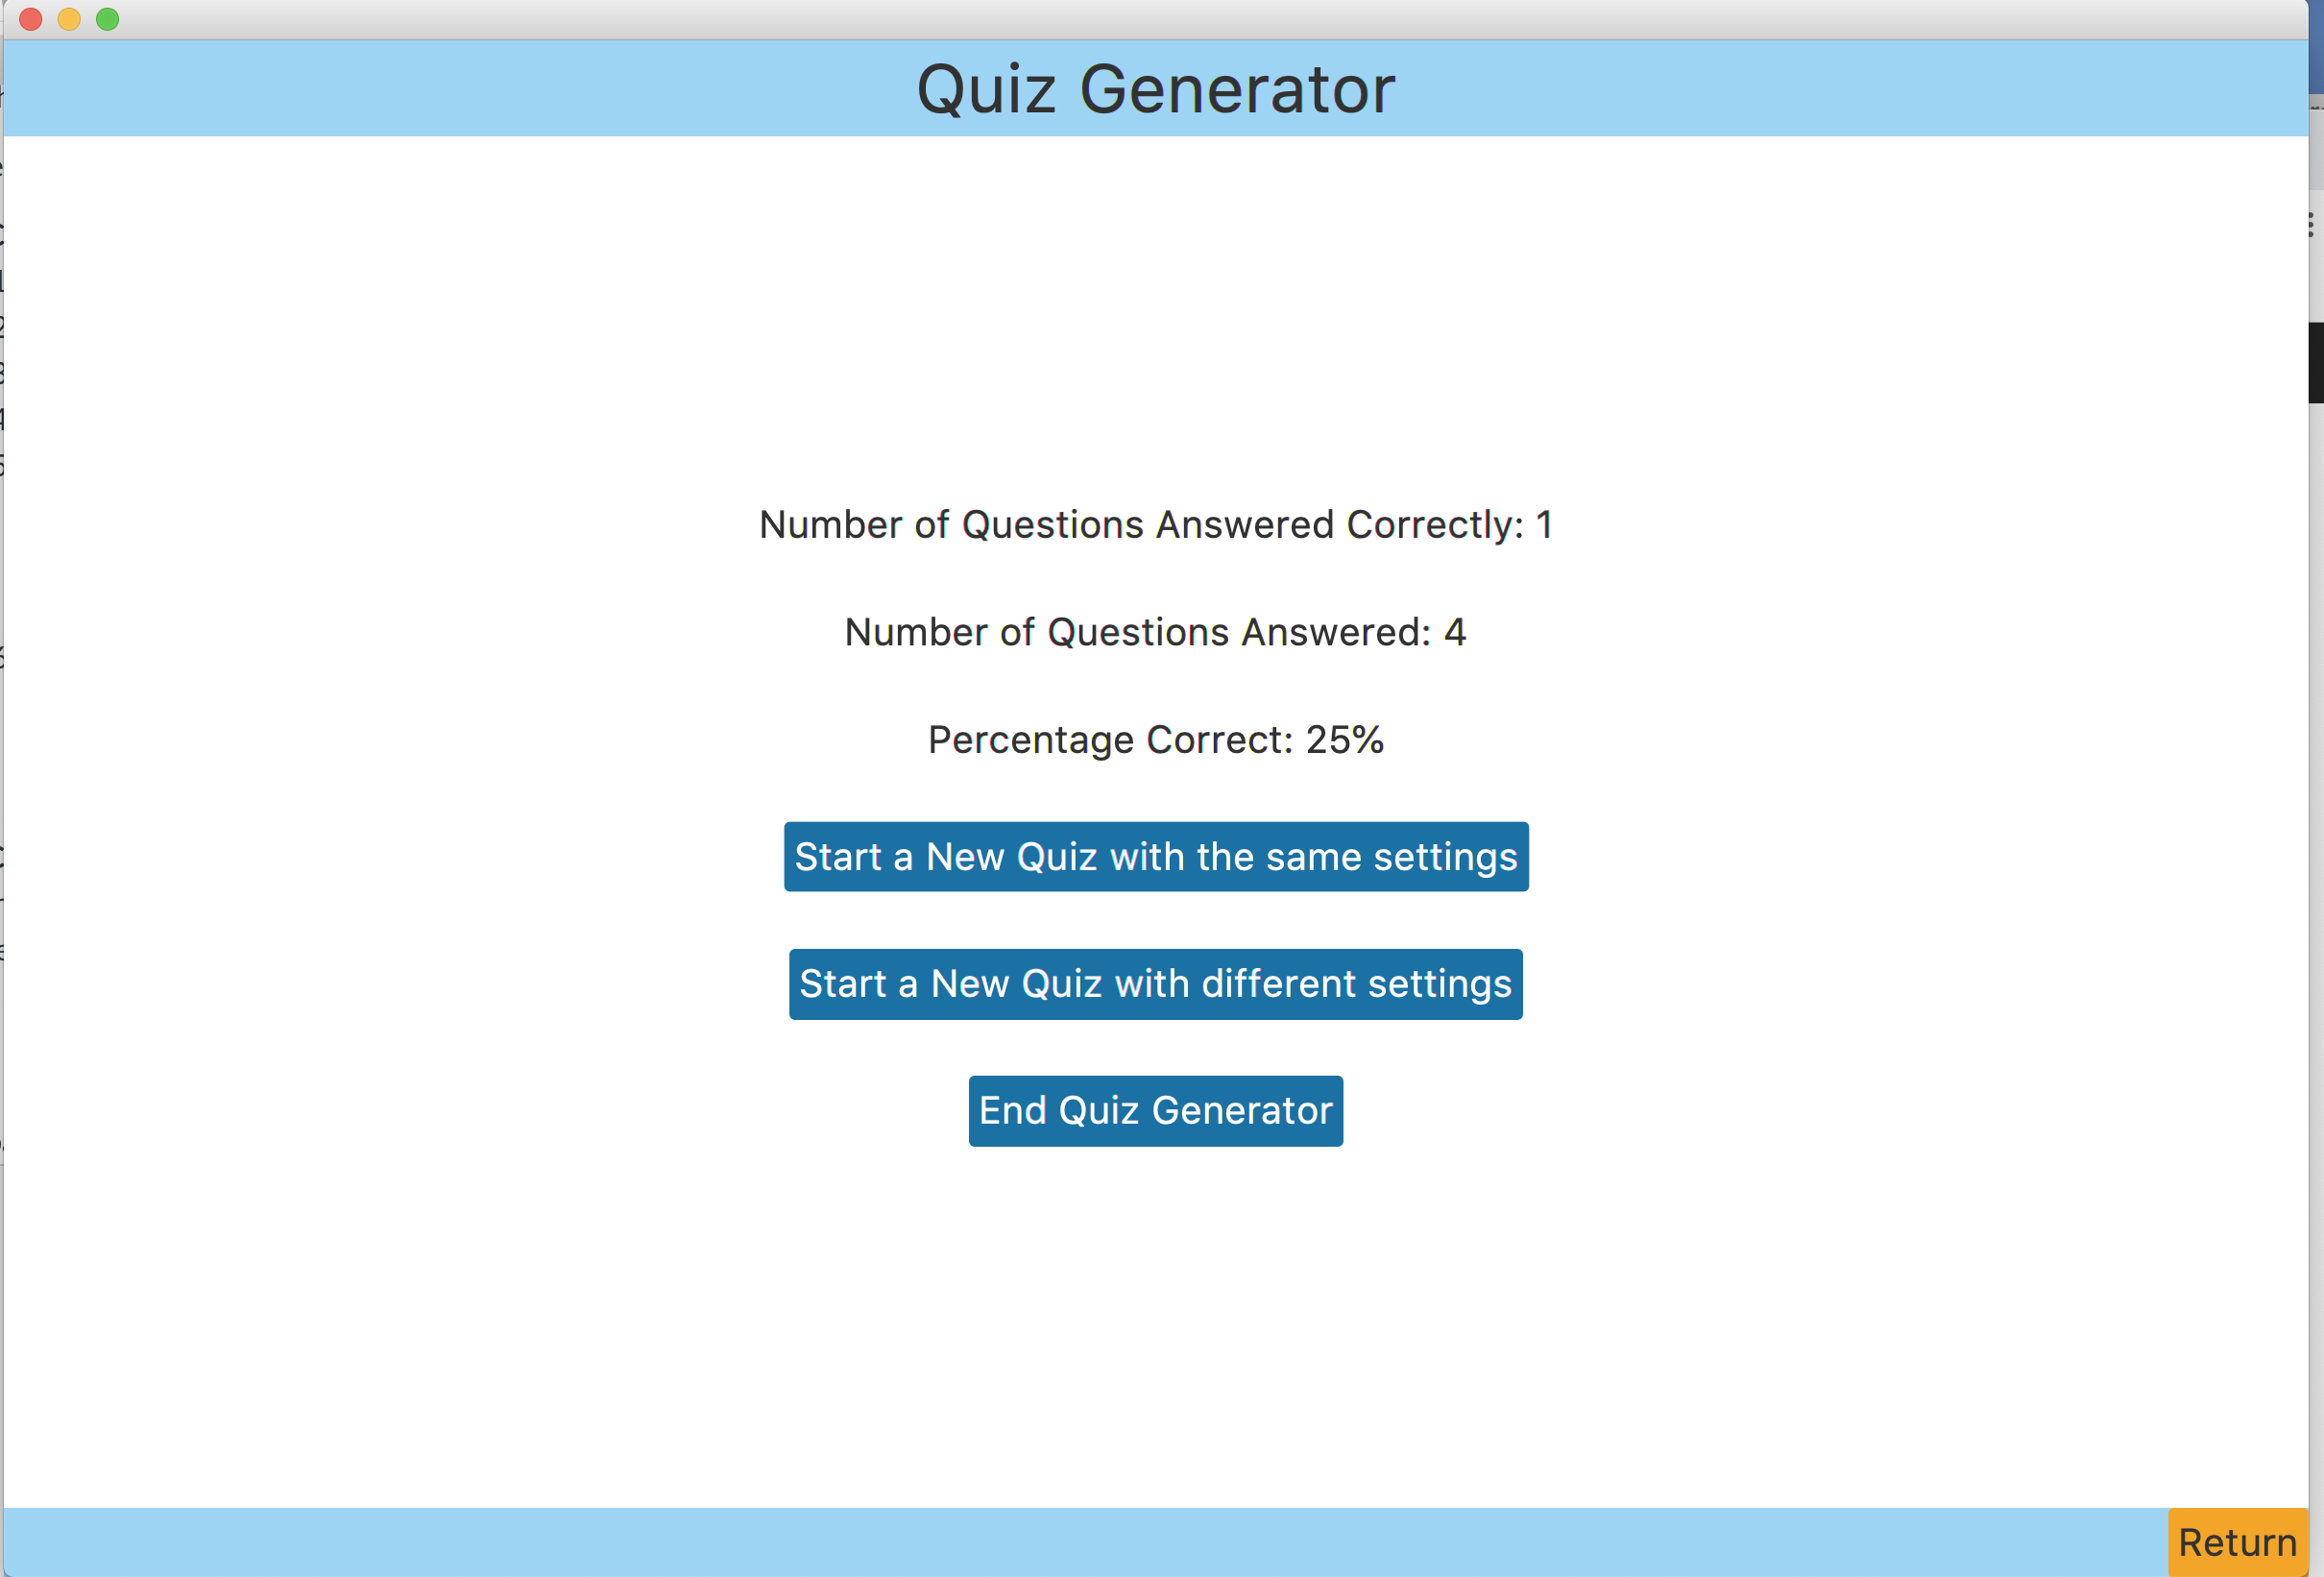 Quiz Generator
Number of Questions Answered Correctly: 1
Number of Questions Answered: 4
Percentage Correct: 25%
Start a New Quiz with the same settings
Start a New Quiz with different settings
End Quiz Generator
Return